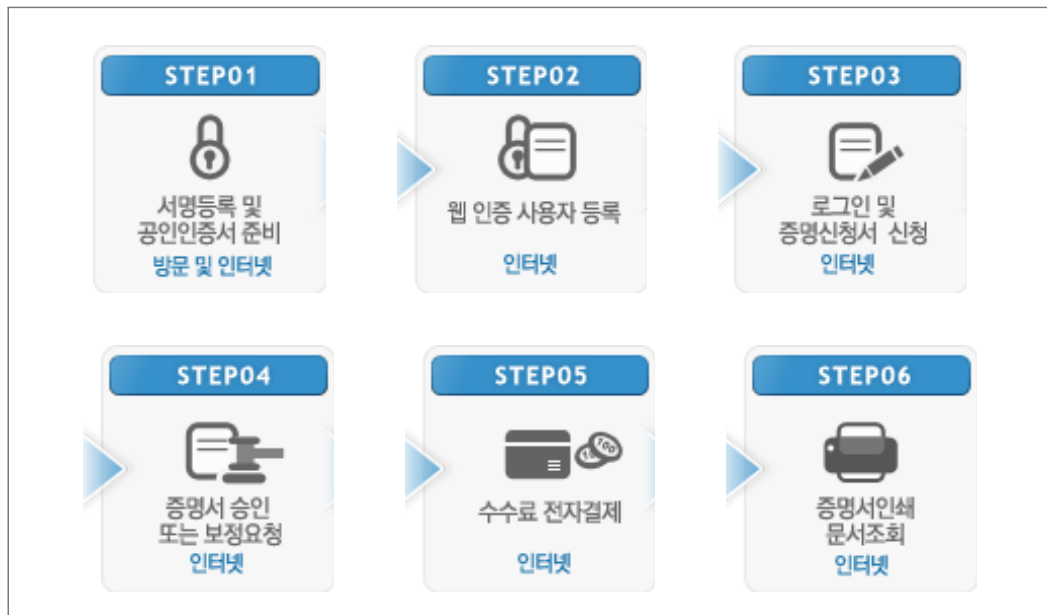 STEP01
서명등록 및
공인인증서 준비
방문 및 인터넷
STEP02
웹 인증 사용자 등록
인터넷
STEP03
로그인 및
증명신청서 신청
인터넷
STEP04
증명서 승인
또는 보정요청
인터넷
STEP05
100
수수료 전자결제
인터넷
STEP06
증명서인쇄
문서조회
인터넷